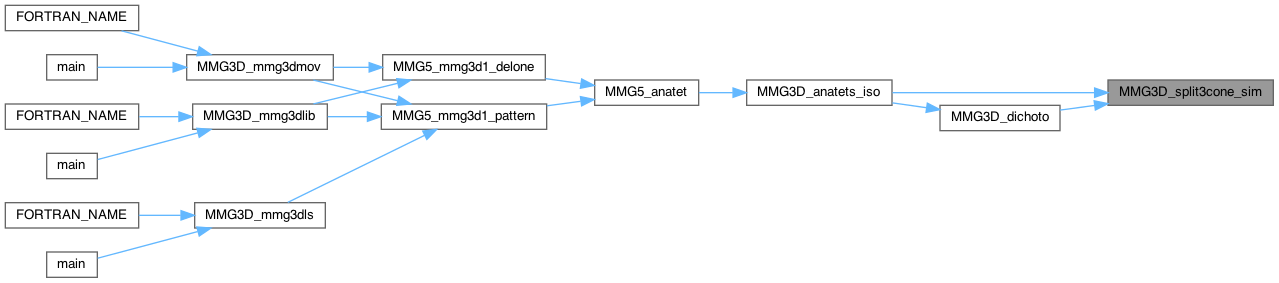 FORTRAN_NAME
main
MMG3D_mmg3dmov
MMG5_mmg3d1_delone
MMG5_anatet
MMG3D_anatets_iso
MMG3D_split3cone_sim
FORTRAN_NAME
MMG3D_mmg3dlib
MMG5_mmg3d1_pattern
MMG3D_dichoto
main
FORTRAN_NAME
MMG3D_mmg3dls
main